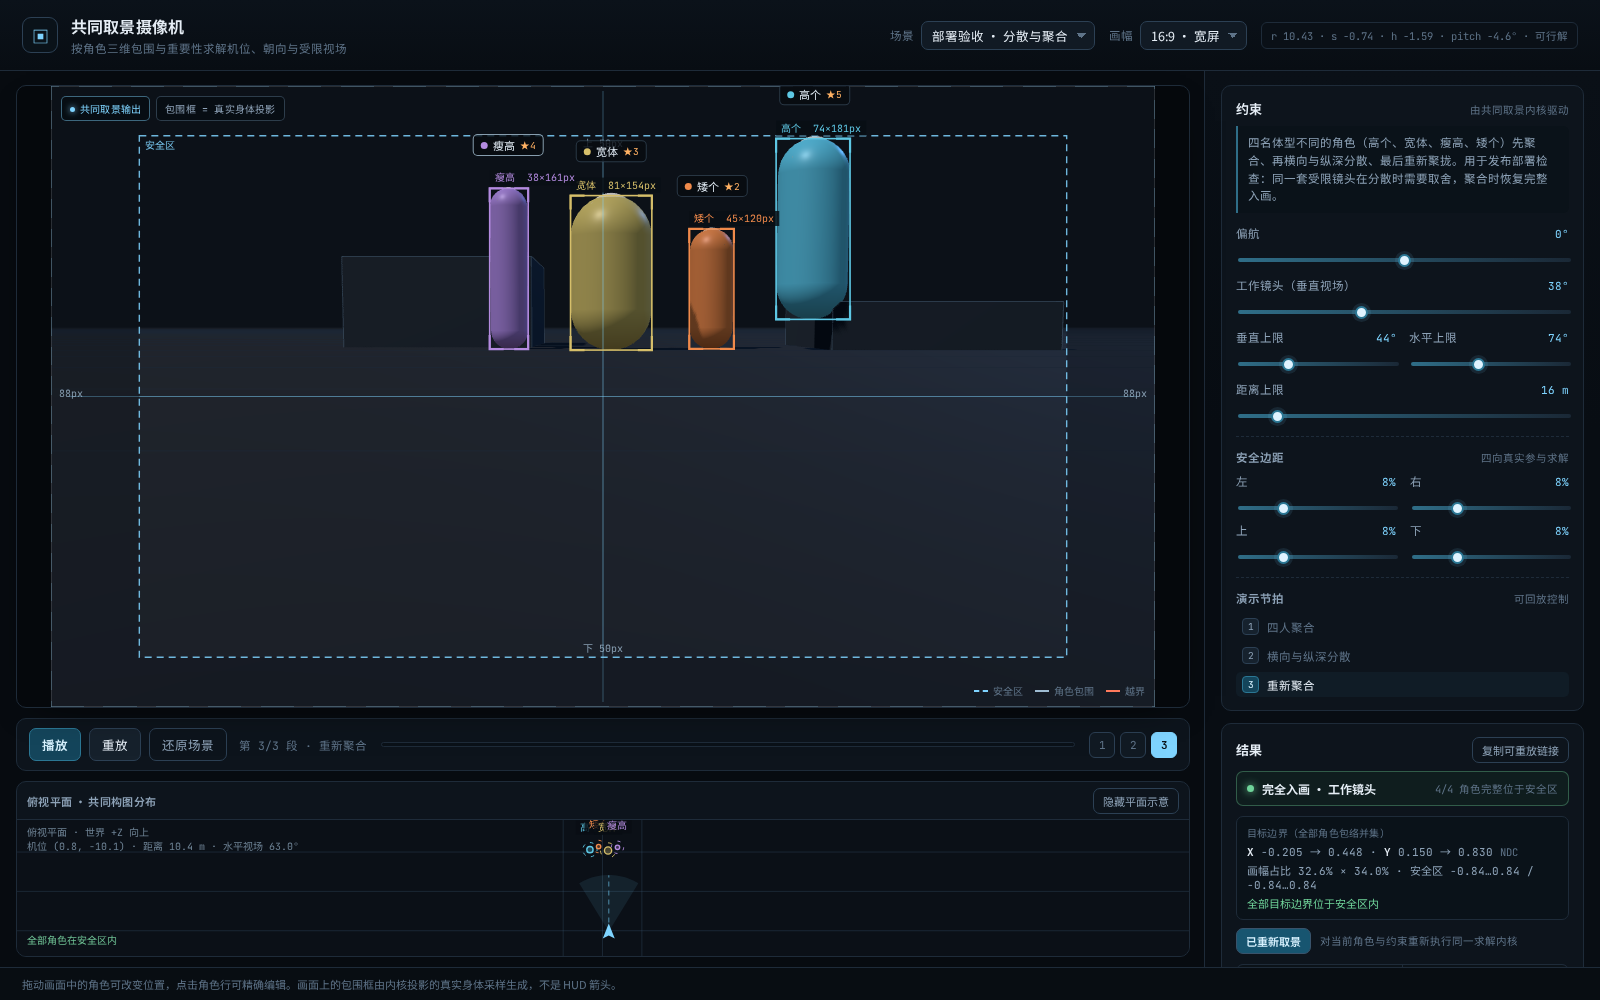 共同取景摄像机
按角色三维包围与重要性求解机位、朝向与受限视场
场景
部署验收 · 分散与聚合
画幅
16:9 · 宽屏
r 10.43 · s -0.74 · h -1.59 · pitch -4.6° · 可行解
共同取景输出
包围框 = 真实身体投影
安全区
瘦高 ★4
宽体 ★3
高个 ★5
矮个 ★2
瘦高 38×161px
宽体 81×154px
高个 74×181px
矮个 45×120px
88px
88px
下 50px
安全区
角色包围
越界
播放
重放
还原场景
第 3/3 段 · 重新聚合
1
2
3
俯视平面 · 共同构图分布
隐藏平面示意
俯视平面 · 世界 +Z 向上
机位 (0.8, -10.1) · 距离 10.4 m · 水平视场 63.0°
瘦高
全部角色在安全区内
约束
由共同取景内核驱动
四名体型不同的角色（高个、宽体、瘦高、矮个）先聚
合、再横向与纵深分散、最后重新聚拢。用于发布部署检
查：同一套受限镜头在分散时需要取舍，聚合时恢复完整
入画。
偏航
0°
工作镜头（垂直视场）
38°
垂直上限
44°
水平上限
74°
距离上限
16 m
安全边距
四向真实参与求解
左
8%
右
8%
上
8%
下
8%
演示节拍
可回放控制
1 四人聚合
2 横向与纵深分散
3 重新聚合
结果
复制可重放链接
完全入画 · 工作镜头
4/4 角色完整位于安全区
目标边界（全部角色包络并集）
X -0.205 → 0.448 · Y 0.150 → 0.830 NDC
画幅占比 32.6% × 34.0% · 安全区 -0.84…0.84 /
-0.84…0.84
全部目标边界位于安全区内
已重新取景
对当前角色与约束重新执行同一求解内核
拖动画面中的角色可改变位置，点击角色行可精确编辑。画面上的包围框由内核投影的真实身体采样生成，不是 HUD 箭头。